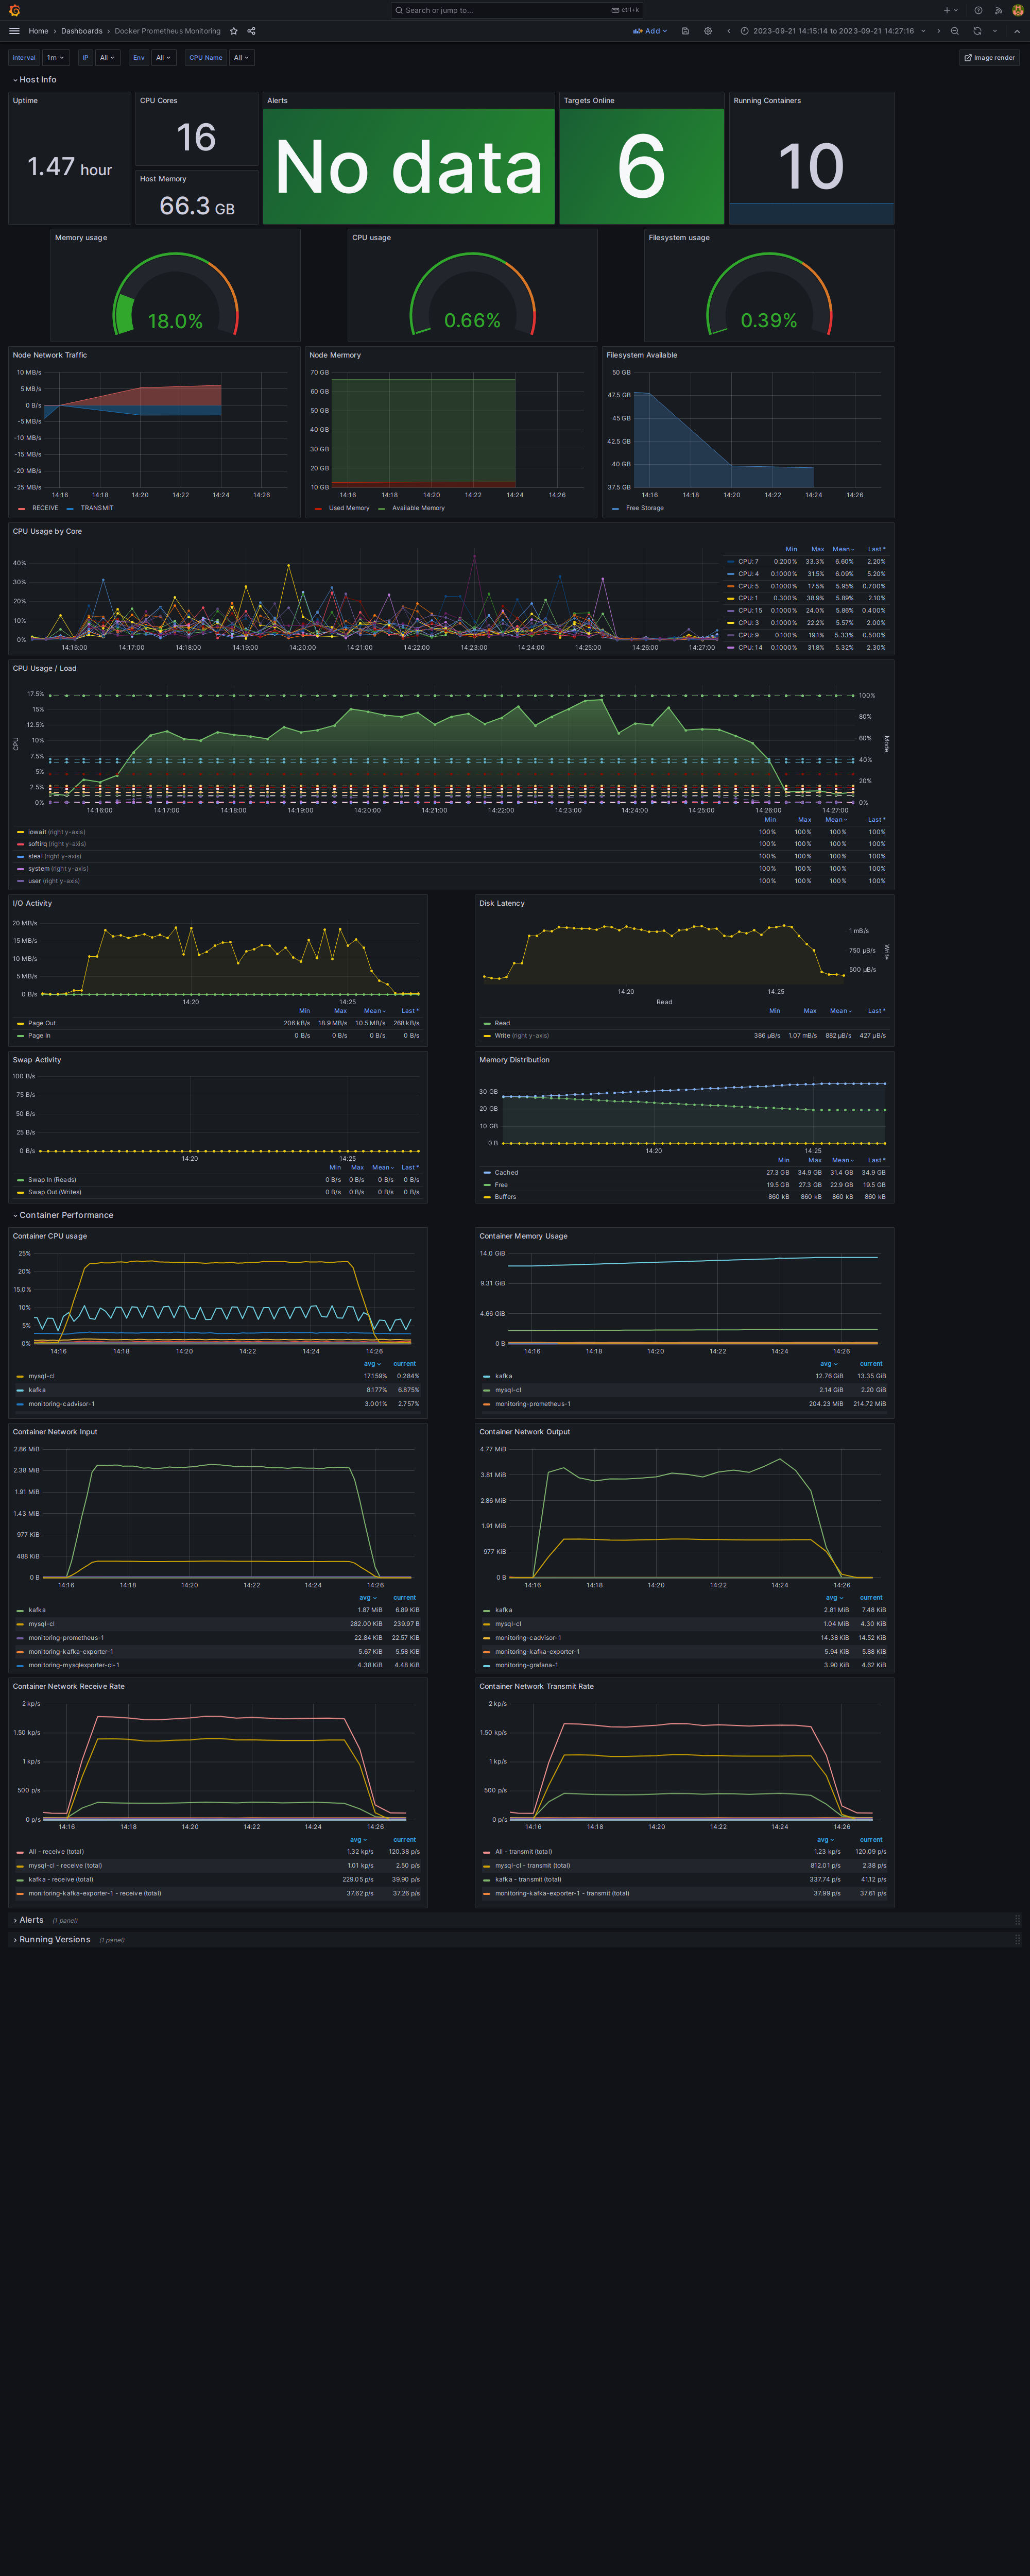 Search or jump to...
ctrl+k
Home > Dashboards > Docker Prometheus Monitoring
Add
2023-09-21 14:15:14 to 2023-09-21 14:27:16
Interval 1m IP All Env All CPU Name All
Image render
Host Info
Uptime
1.47 hour
CPU Cores
16
Host Memory
66.3 GB
Alerts
No data
Targets Online
6
Running Containers
10
Memory usage
18.0%
CPU usage
0.66%
Filesystem usage
0.39%
Node Network Traffic
10 MB/s
5 MB/s
0 B/s
-5 MB/s
-10 MB/s
-15 MB/s
-20 MB/s
-25 MB/s
14:16 14:18 14:20 14:22 14:24 14:26
RECEIVE TRANSMIT
Node Mermory
70 GB
60 GB
50 GB
40 GB
30 GB
20 GB
10 GB
14:16 14:18 14:20 14:22 14:24 14:26
Used Memory Available Memory
Filesystem Available
50 GB
47.5 GB
45 GB
42.5 GB
40 GB
37.5 GB
14:16 14:18 14:20 14:22 14:24 14:26
Free Storage
CPU Usage by Core
40%
30%
20%
10%
0%
14:16:00 14:17:00 14:18:00 14:19:00 14:20:00 14:21:00 14:22:00 14:23:00 14:24:00 14:25:00 14:26:00 14:27:00
Min Max Mean Last *
CPU: 7 0.200% 33.3% 6.60% 2.20%
CPU: 4 0.1000% 31.5% 6.09% 5.20%
CPU: 5 0.1000% 17.5% 5.95% 0.700%
CPU: 1 0.300% 38.9% 5.89% 2.10%
CPU: 15 0.1000% 24.0% 5.86% 0.400%
CPU: 3 0.1000% 22.2% 5.57% 2.00%
CPU: 9 0.100% 19.1% 5.33% 0.500%
CPU: 14 0.1000% 31.8% 5.32% 2.30%
CPU Usage / Load
CPU
17.5%
15%
12.5%
10%
7.5%
5%
2.5%
0%
100%
80%
60%
40%
20%
0%
Mode
14:16:00 14:17:00 14:18:00 14:19:00 14:20:00 14:21:00 14:22:00 14:23:00 14:24:00 14:25:00 14:26:00 14:27:00
Min Max Mean Last *
iowait (right y-axis) 100% 100% 100% 100%
softirq (right y-axis) 100% 100% 100% 100%
steal (right y-axis) 100% 100% 100% 100%
system (right y-axis) 100% 100% 100% 100%
user (right y-axis) 100% 100% 100% 100%
I/O Activity
20 MB/s
15 MB/s
10 MB/s
5 MB/s
0 B/s
14:20 14:25
Min Max Mean Last *
Page Out 206 kB/s 18.9 MB/s 10.5 MB/s 268 kB/s
Page In 0 B/s 0 B/s 0 B/s 0 B/s
Disk Latency
1 mB/s
750 µB/s
500 µB/s
Write
14:20 14:25
Read
Min Max Mean Last *
Read
Write (right y-axis) 386 µB/s 1.07 mB/s 882 µB/s 427 µB/s
Swap Activity
100 B/s
75 B/s
50 B/s
25 B/s
0 B/s
14:20 14:25
Min Max Mean Last *
Swap In (Reads) 0 B/s 0 B/s 0 B/s 0 B/s
Swap Out (Writes) 0 B/s 0 B/s 0 B/s 0 B/s
Memory Distribution
30 GB
20 GB
10 GB
0 B
14:20 14:25
Min Max Mean Last *
Cached 27.3 GB 34.9 GB 31.4 GB 34.9 GB
Free 19.5 GB 27.3 GB 22.9 GB 19.5 GB
Buffers 860 kB 860 kB 860 kB 860 kB
Container Performance
Container CPU usage
25%
20%
15.0%
10%
5%
0%
14:16 14:18 14:20 14:22 14:24 14:26
avg current
mysql-cl 17.159% 0.284%
kafka 8.177% 6.875%
monitoring-cadvisor-1 3.001% 2.757%
Container Memory Usage
14.0 GiB
9.31 GiB
4.66 GiB
0 B
14:16 14:18 14:20 14:22 14:24 14:26
avg current
kafka 12.76 GiB 13.35 GiB
mysql-cl 2.14 GiB 2.20 GiB
monitoring-prometheus-1 204.23 MiB 214.72 MiB
Container Network Input
2.86 MiB
2.38 MiB
1.91 MiB
1.43 MiB
977 KiB
488 KiB
0 B
14:16 14:18 14:20 14:22 14:24 14:26
avg current
kafka 1.87 MiB 6.89 KiB
mysql-cl 282.00 KiB 239.97 B
monitoring-prometheus-1 22.84 KiB 22.57 KiB
monitoring-kafka-exporter-1 5.67 KiB 5.58 KiB
monitoring-mysqlexporter-cl-1 4.38 KiB 4.48 KiB
Container Network Output
4.77 MiB
3.81 MiB
2.86 MiB
1.91 MiB
977 KiB
0 B
14:16 14:18 14:20 14:22 14:24 14:26
avg current
kafka 2.81 MiB 7.48 KiB
mysql-cl 1.04 MiB 4.30 KiB
monitoring-cadvisor-1 14.38 KiB 14.52 KiB
monitoring-kafka-exporter-1 5.94 KiB 5.88 KiB
monitoring-grafana-1 3.90 KiB 4.62 KiB
Container Network Receive Rate
2 kp/s
1.50 kp/s
1 kp/s
500 p/s
0 p/s
14:16 14:18 14:20 14:22 14:24 14:26
avg current
All - receive (total) 1.32 kp/s 120.38 p/s
mysql-cl - receive (total) 1.01 kp/s 2.50 p/s
kafka - receive (total) 229.05 p/s 39.90 p/s
monitoring-kafka-exporter-1 - receive (total) 37.62 p/s 37.26 p/s
Container Network Transmit Rate
2 kp/s
1.50 kp/s
1 kp/s
500 p/s
0 p/s
14:16 14:18 14:20 14:22 14:24 14:26
avg current
All - transmit (total) 1.23 kp/s 120.09 p/s
mysql-cl - transmit (total) 812.01 p/s 2.38 p/s
kafka - transmit (total) 337.74 p/s 41.12 p/s
monitoring-kafka-exporter-1 - transmit (total) 37.99 p/s 37.61 p/s
Alerts (1 panel)
Running Versions (1 panel)